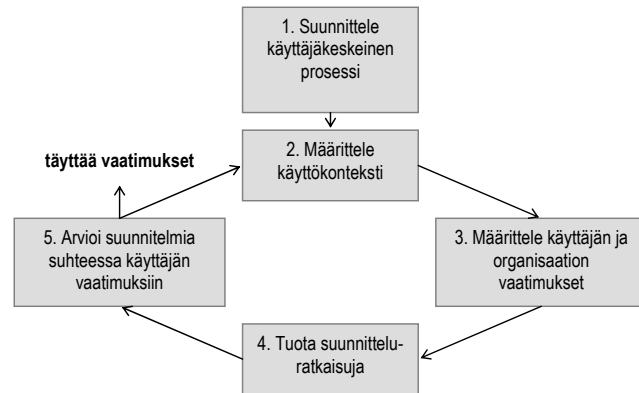 1. Suunnittele
käyttäjäkeskeinen
prosessi
täyttää vaatimukset
2. Määrittele
käyttökonteksti
5. Arvioi suunnitelmia
suhteessa käyttäjän
vaatimuksiin
3. Määrittele käyttäjän ja
organisaation
vaatimukset
4. Tuota suunnittelu-
ratkaisuja